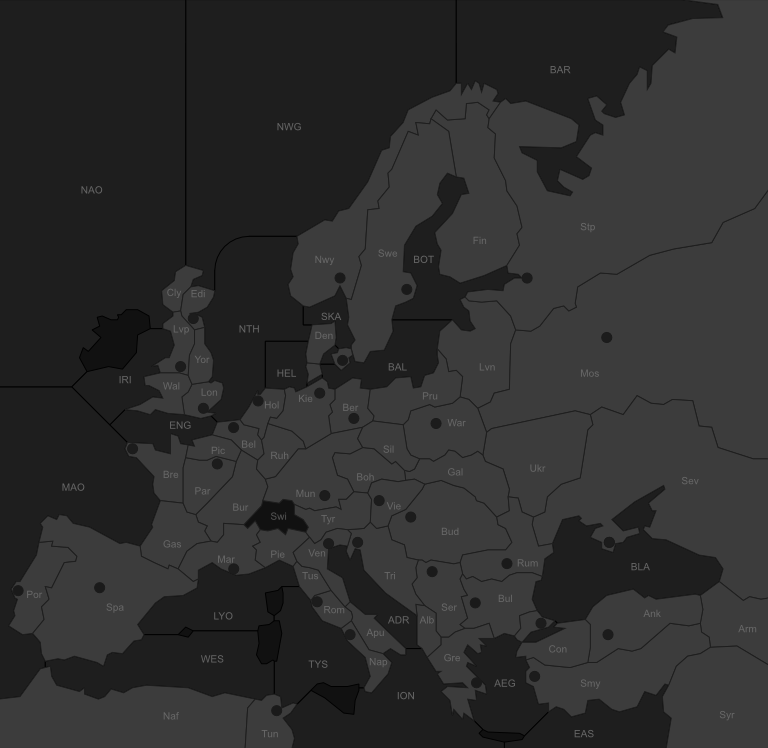 BAR
NWG
NAO
Stp
Fin
Swe
BOT
Nwy
Cly
Edi
SKA
NTH
Lvp
Den
Yor
Lvn
BAL
HEL
Mos
IRI
Wal
Lon
Kie
Pru
Hol
Ber
ENG
War
Bel
Pic
Sil
Ruh
Ukr
Gal
Bre
Boh
Sev
MAO
Par
Mun
Bur
Vie
Swi
Tyr
Bud
Gas
Pie
Ven
Mar
Rum
BLA
Tus
Tri
Por
Spa
Rom
Ser
Bul
LYO
ADR
Alb
Ank
Arm
Apu
Con
WES
TYS
Nap
Gre
AEG
Smy
ION
Naf
Syr
Tun
EAS